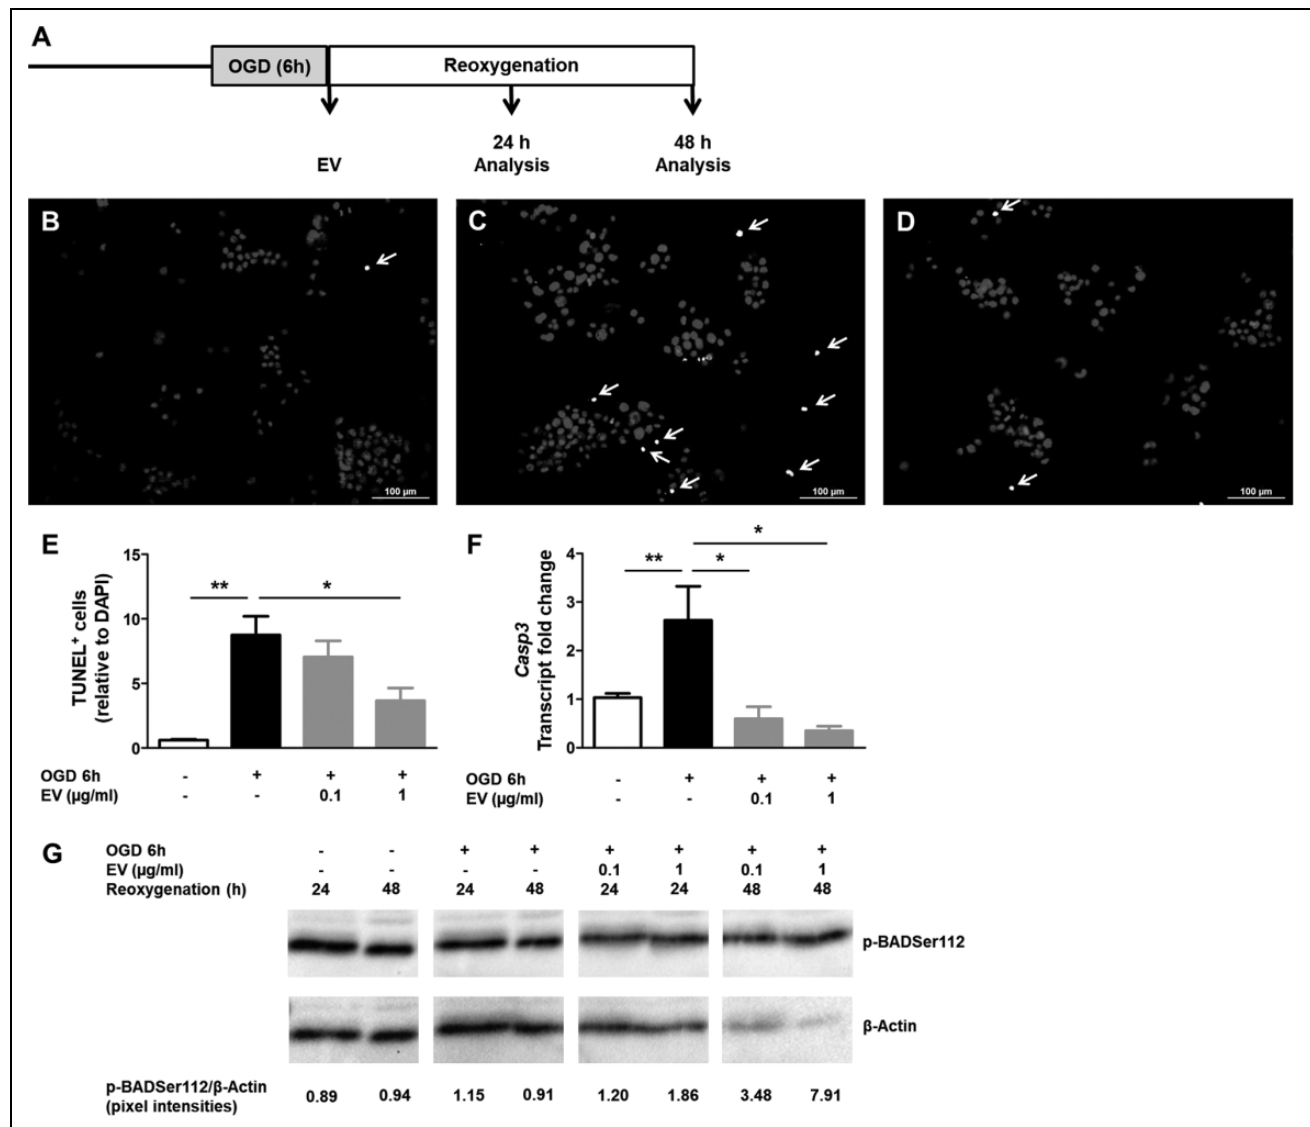 A
OGD (6h)
Reoxygenation
EV
24 h
Analysis
48 h
Analysis
B
100 µm
C
100 µm
D
100 µm
E
TUNEL⁺ cells
(relative to DAPI)
15
10
5
0
**
*
OGD 6h - + + +
EV (µg/ml) - - 0.1 1
F
Casp3
Transcript fold change
4
3
2
1
0
**
*
*
OGD 6h - + + +
EV (µg/ml) - - 0.1 1
G
OGD 6h - - + + + + + +
EV (µg/ml) - - - - 0.1 1 0.1 1
Reoxygenation (h) 24 48 24 48 24 24 48 48
p-BADSer112
β-Actin
p-BADSer112/β-Actin
(pixel intensities)
0.89 0.94 1.15 0.91 1.20 1.86 3.48 7.91